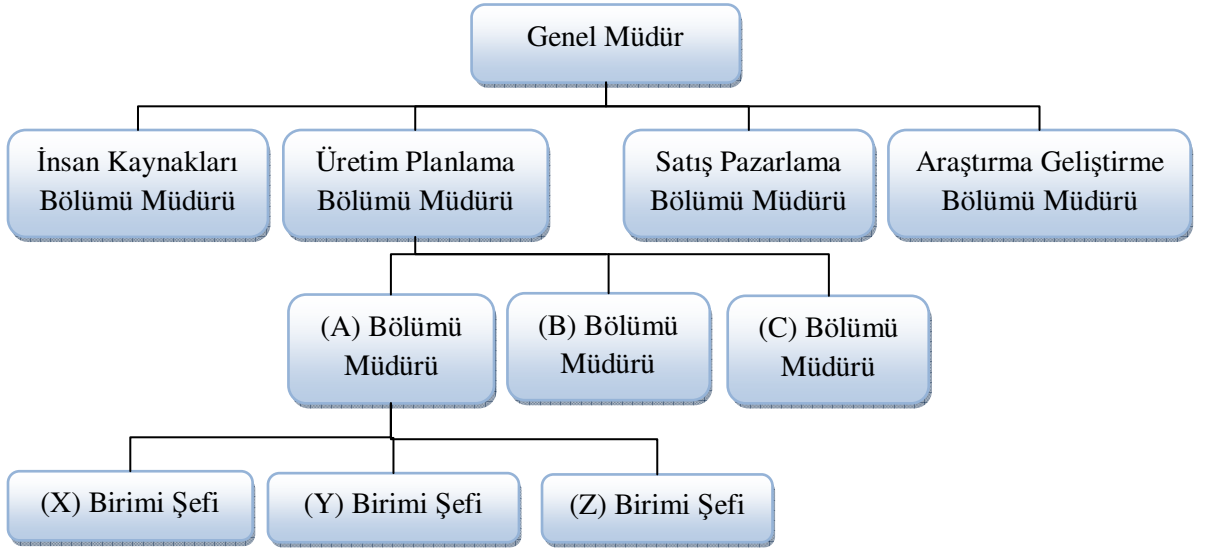 Genel Müdür
İnsan Kaynakları
Bölümü Müdürü
Üretim Planlama
Bölümü Müdürü
Satış Pazarlama
Bölümü Müdürü
Araştırma Geliştirme
Bölümü Müdürü
(A) Bölümü
Müdürü
(B) Bölümü
Müdürü
(C) Bölümü
Müdürü
(X) Birimi Şefi
(Y) Birimi Şefi
(Z) Birimi Şefi